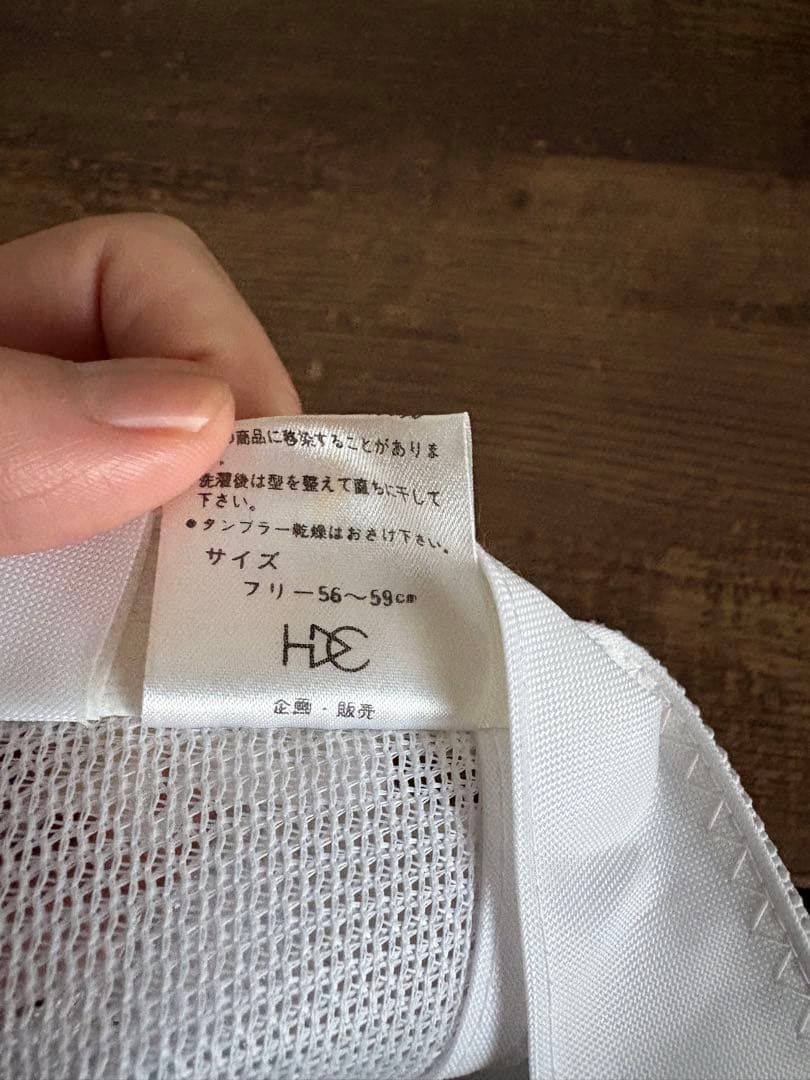 商品に移染することがありま
。
洗濯後は型を整えて直ちに干して
下さい。
●タンブラー乾燥はおさけ下さい。
サイズ
フリー56〜59cm
企画・販売